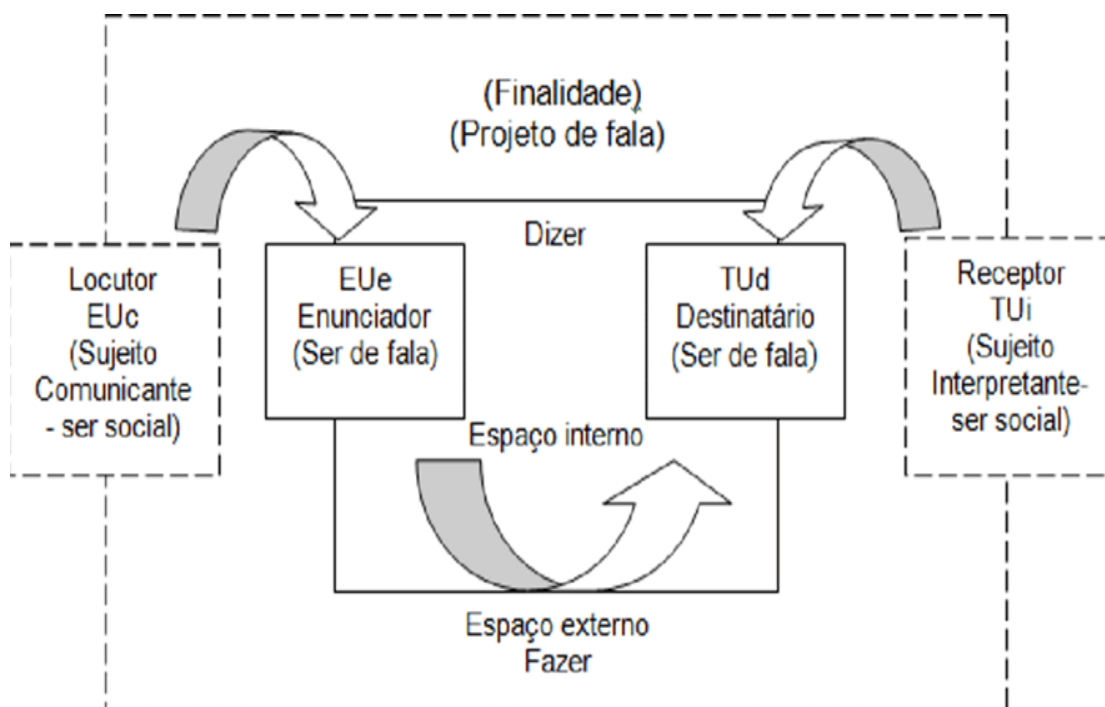 (Finalidade)
(Projeto de fala)
Dizer
Locutor
EUc
(Sujeito
Comunicante
- ser social)
EUe
Enunciador
(Ser de fala)
TUd
Destinatário
(Ser de fala)
Receptor
TUi
(Sujeito
Interpretante-
ser social)
Espaço interno
Espaço externo
Fazer